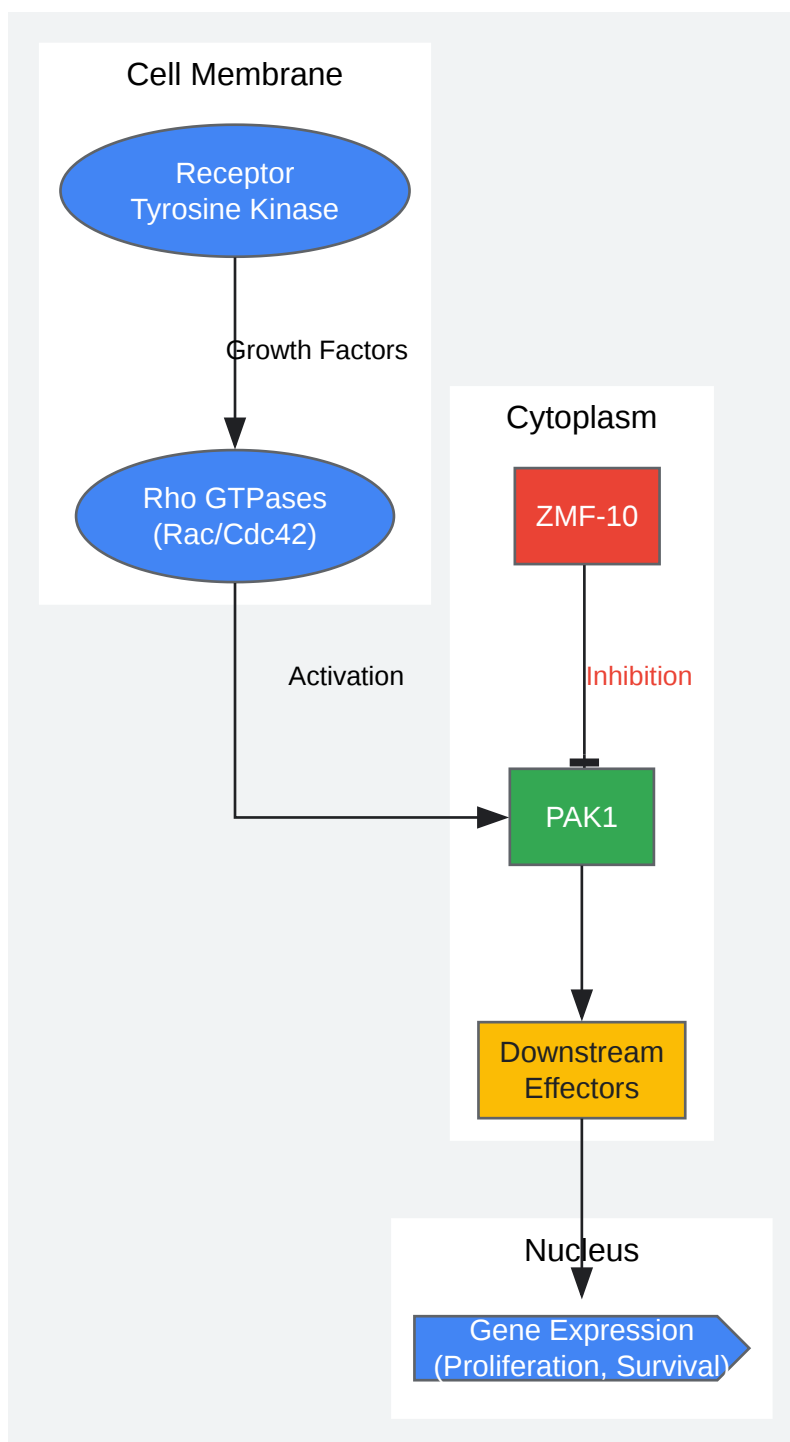 Cell Membrane
Receptor
Tyrosine Kinase
Growth Factors
Rho GTPases
(Rac/Cdc42)
Activation
Cytoplasm
ZMF-10
Inhibition
PAK1
Downstream
Effectors
Nucleus
Gene Expression
(Proliferation, Survival)